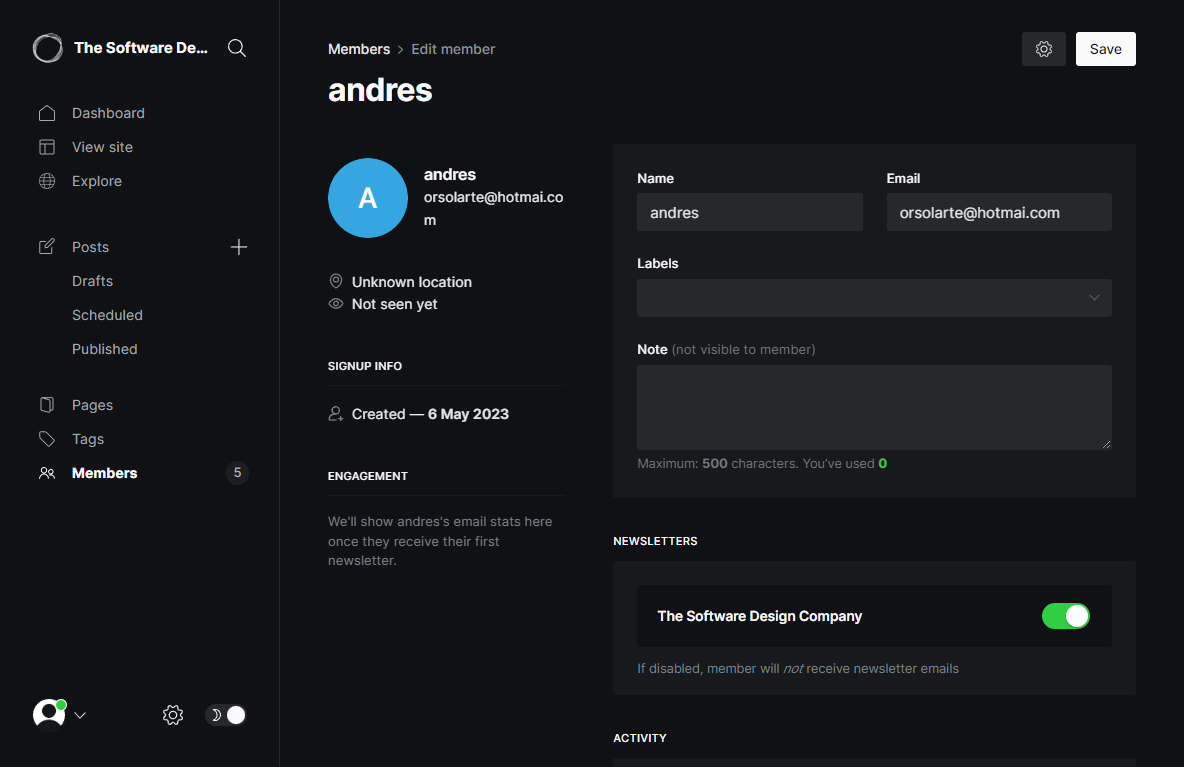 The Software De...
Dashboard
View site
Explore
Posts
Drafts
Scheduled
Published
Pages
Tags
Members
5
Members > Edit member
Save
andres
A
andres
orsolarte@hotmai.co
m
Unknown location
Not seen yet
SIGNUP INFO
Created — 6 May 2023
ENGAGEMENT
We'll show andres's email stats here
once they receive their first
newsletter.
Name
andres
Email
orsolarte@hotmai.com
Labels
Note (not visible to member)
Maximum: 500 characters. You've used 0
NEWSLETTERS
The Software Design Company
If disabled, member will not receive newsletter emails
ACTIVITY